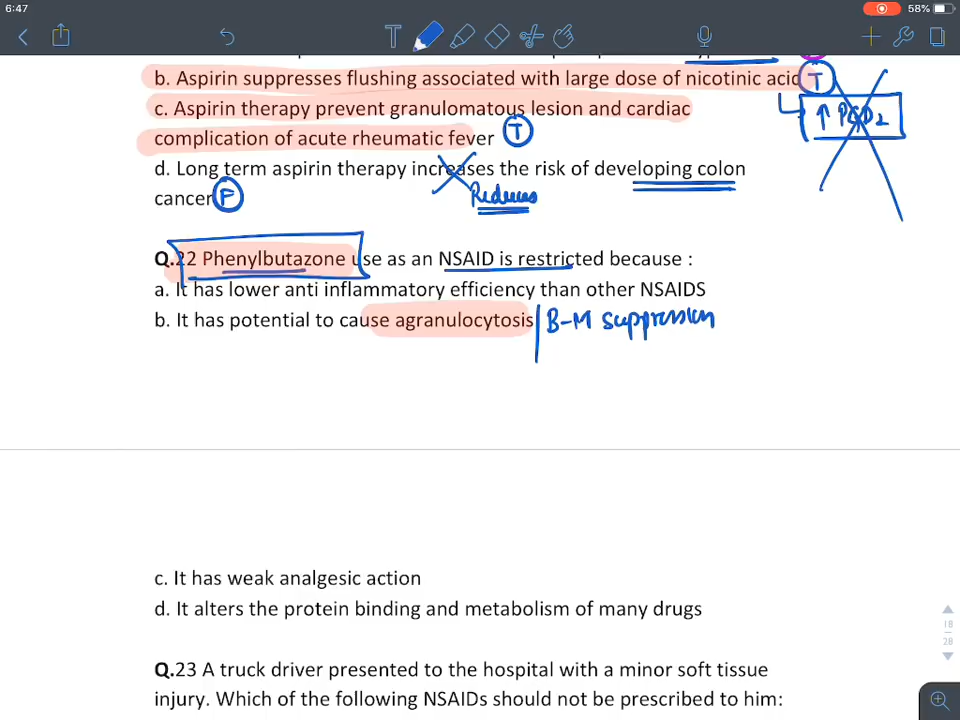 6:47
58%
T
b. Aspirin suppresses flushing associated with large dose of nicotinic acid T
↑ PGD2
c. Aspirin therapy prevent granulomatous lesion and cardiac
complication of acute rheumatic fever T
d. Long term aspirin therapy increases the risk of developing colon
cancer F Reduces
Q.22 Phenylbutazone use as an NSAID is restricted because :
a. It has lower anti inflammatory efficiency than other NSAIDS
b. It has potential to cause agranulocytosis B-M suppression
c. It has weak analgesic action
d. It alters the protein binding and metabolism of many drugs
18
28
Q.23 A truck driver presented to the hospital with a minor soft tissue
injury. Which of the following NSAIDs should not be prescribed to him: